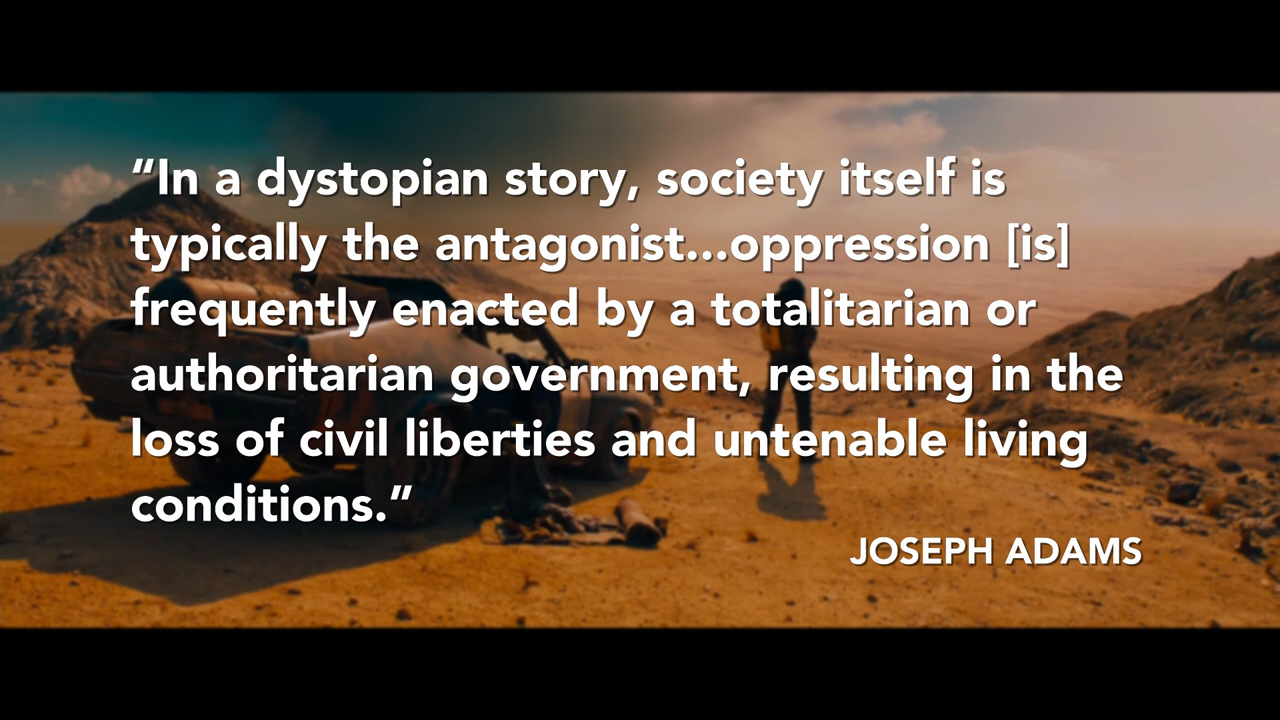 “In a dystopian story, society itself is
typically the antagonist...oppression [is]
frequently enacted by a totalitarian or
authoritarian government, resulting in the
loss of civil liberties and untenable living
conditions.”
JOSEPH ADAMS